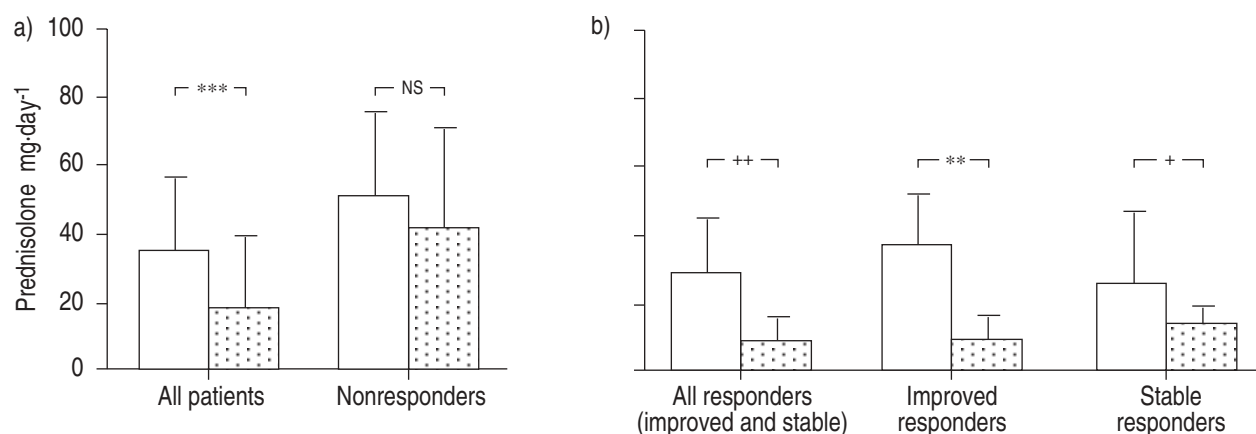 a)
Prednisolone mg·day-1
100
80
60
40
20
0
***
NS
All patients
Nonresponders
b)
++
**
+
All responders
(improved and stable)
Improved
responders
Stable
responders